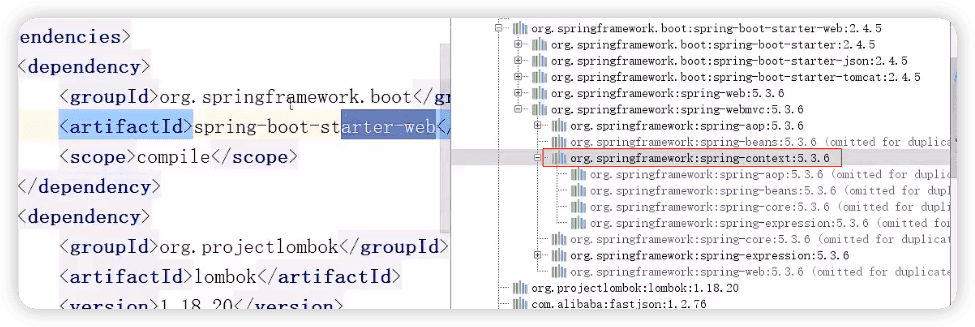 endencies>
<dependency>
<groupId>org.springframework.boot</gr
<artifactId>spring-boot-starter-web</
<scope>compile</scope>
</dependency>
<dependency>
<groupId>org.projectlombok</groupId>
<artifactId>lombok</artifactId>
<version>1.18.20</version>
org.springframework.boot:spring-boot-starter-web:2.4.5
org.springframework.boot:spring-boot-starter:2.4.5
org.springframework.boot:spring-boot-starter-json:2.4.5
org.springframework.boot:spring-boot-starter-tomcat:2.4.5
org.springframework:spring-web:5.3.6
org.springframework:spring-webmvc:5.3.6
org.springframework:spring-aop:5.3.6
org.springframework:spring-beans:5.3.6 (omitted for duplicat
org.springframework:spring-context:5.3.6
org.springframework:spring-aop:5.3.6 (omitted for duplic
org.springframework:spring-beans:5.3.6 (omitted for dupl
org.springframework:spring-core:5.3.6 (omitted for dupli
org.springframework:spring-expression:5.3.6 (omitted for
org.springframework:spring-core:5.3.6 (omitted for duplicat
org.springframework:spring-expression:5.3.6
org.springframework:spring-web:5.3.6 (omitted for duplicate
org.projectlombok:lombok:1.18.20
com.alibaba:fastjson:1.2.76